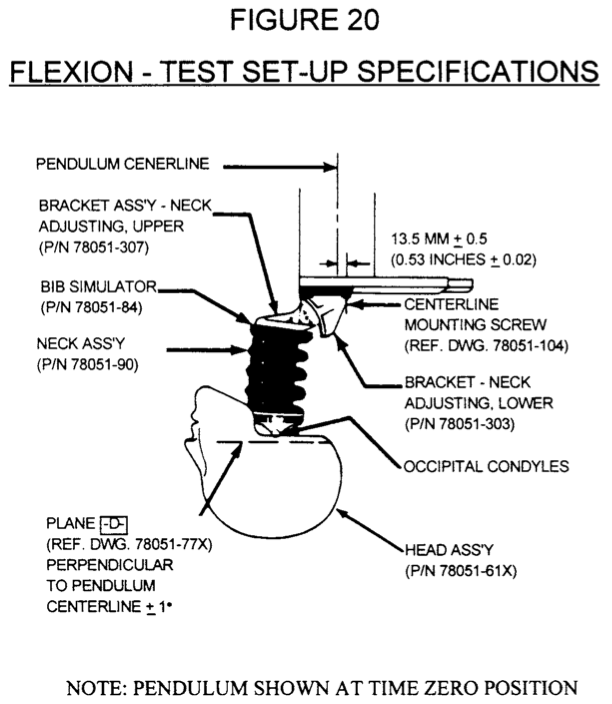 FIGURE 20
FLEXION - TEST SET-UP SPECIFICATIONS
PENDULUM CENERLINE
BRACKET ASS'Y - NECK
ADJUSTING, UPPER
(P/N 78051-307)
13.5 MM ± 0.5
(0.53 INCHES ± 0.02)
BIB SIMULATOR
(P/N 78051-84)
CENTERLINE
MOUNTING SCREW
(REF. DWG. 78051-104)
NECK ASS'Y
(P/N 78051-90)
BRACKET - NECK
ADJUSTING, LOWER
(P/N 78051-303)
OCCIPITAL CONDYLES
PLANE -D-
(REF. DWG. 78051-77X)
PERPENDICULAR
TO PENDULUM
CENTERLINE ± 1°
HEAD ASS'Y
(P/N 78051-61X)
NOTE: PENDULUM SHOWN AT TIME ZERO POSITION